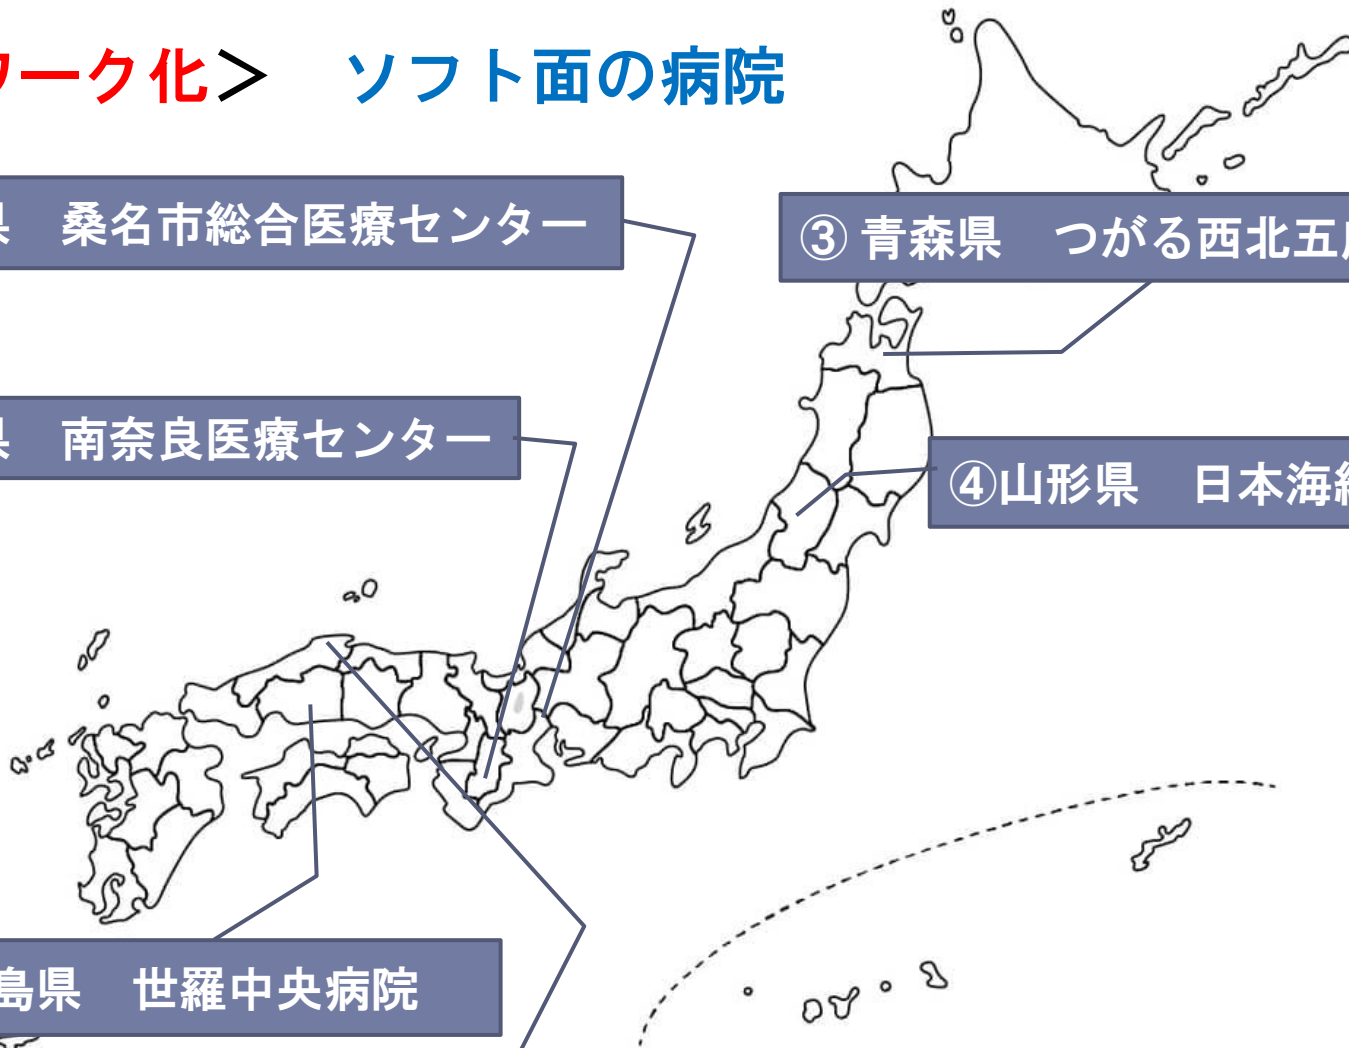 ワーク化＞　ソフト面の病院
県　桑名市総合医療センター
③ 青森県　つがる西北五
県　南奈良医療センター
④山形県　日本海
島県　世羅中央病院